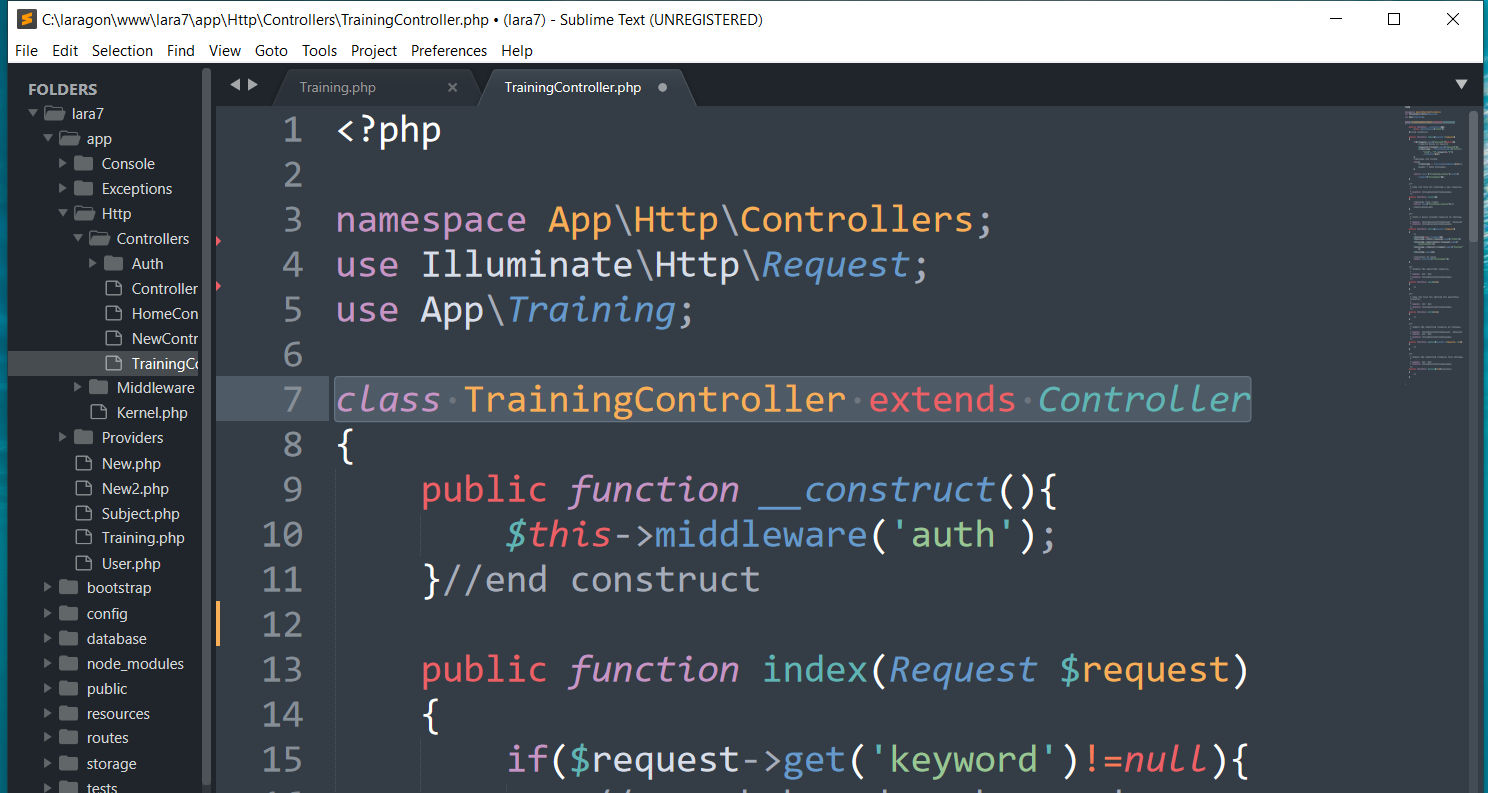 C:\laragon\www\lara7\app\Http\Controllers\TrainingController.php • (lara7) - Sublime Text (UNREGISTERED)
File Edit Selection Find View Goto Tools Project Preferences Help
FOLDERS
lara7
app
Console
Exceptions
Http
Controllers
Auth
Controller
HomeCon
NewContr
TrainingCo
Middleware
Kernel.php
Providers
New.php
New2.php
Subject.php
Training.php
User.php
bootstrap
config
database
node_modules
public
resources
routes
storage
tests
Training.php
TrainingController.php
1 <?php
2
3 namespace App\Http\Controllers;
4 use Illuminate\Http\Request;
5 use App\Training;
6
7 class TrainingController extends Controller
8 {
9 public function __construct(){
10 $this->middleware('auth');
11 }//end construct
12
13 public function index(Request $request)
14 {
15 if($request->get('keyword')!=null){